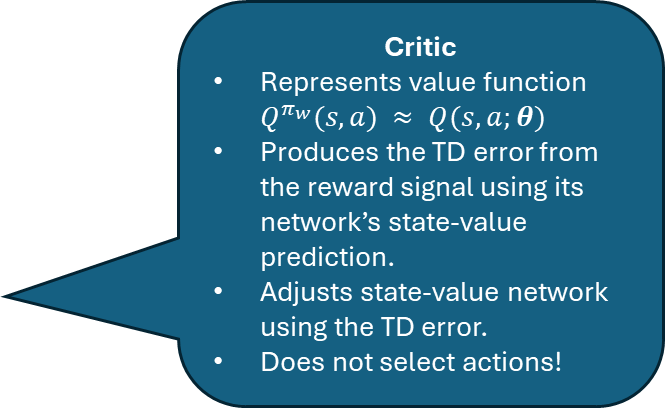 Critic
• Represents value function
Q^{π_w}(s, a) ≈ Q(s, a; θ)
• Produces the TD error from
the reward signal using its
network’s state-value
prediction.
• Adjusts state-value network
using the TD error.
• Does not select actions!